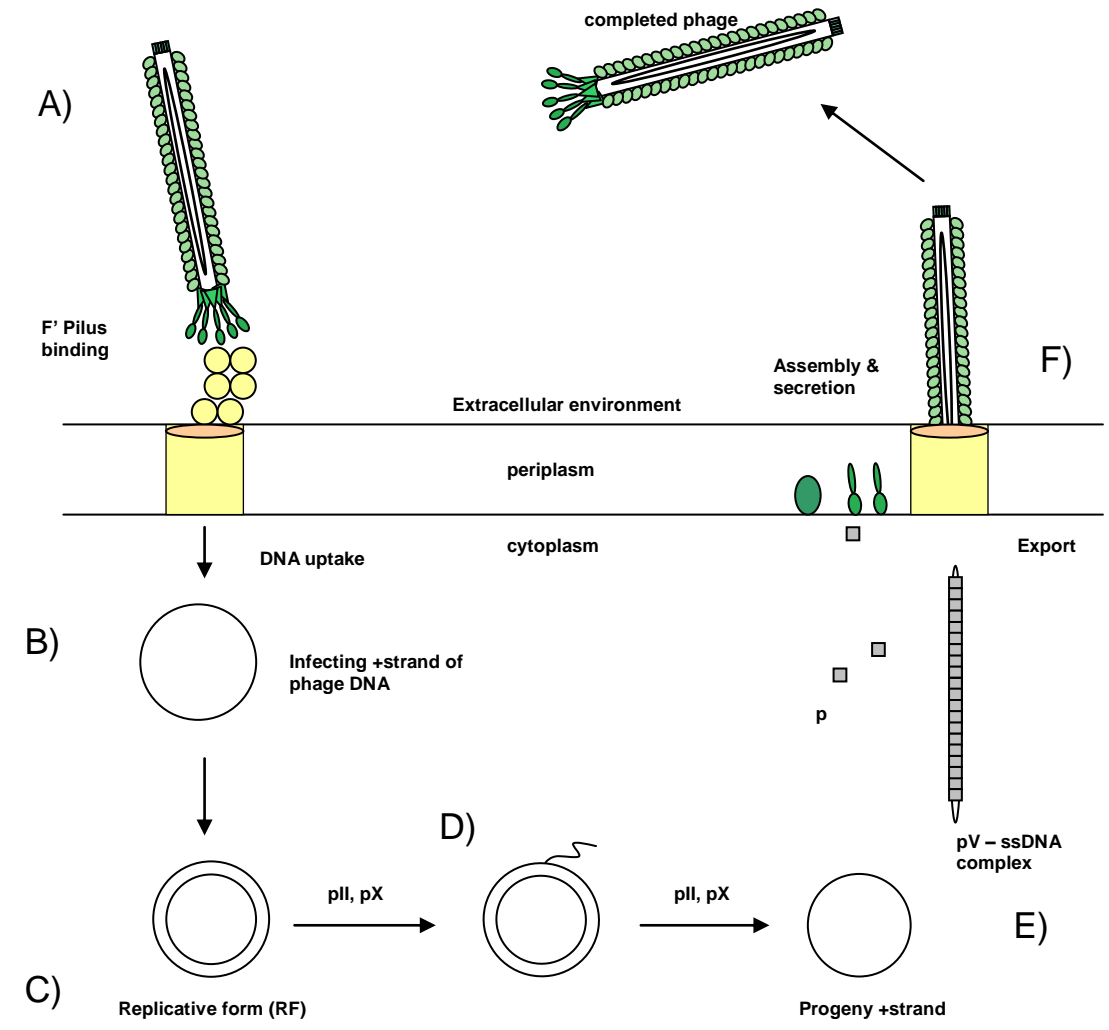 completed phage
A)
F' Pilus
binding
Assembly &
secretion
F)
Extracellular environment
periplasm
cytoplasm
Export
DNA uptake
B)
Infecting +strand of
phage DNA
p
D)
pV – ssDNA
complex
pII, pX
pII, pX
E)
C)
Replicative form (RF)
Progeny +strand